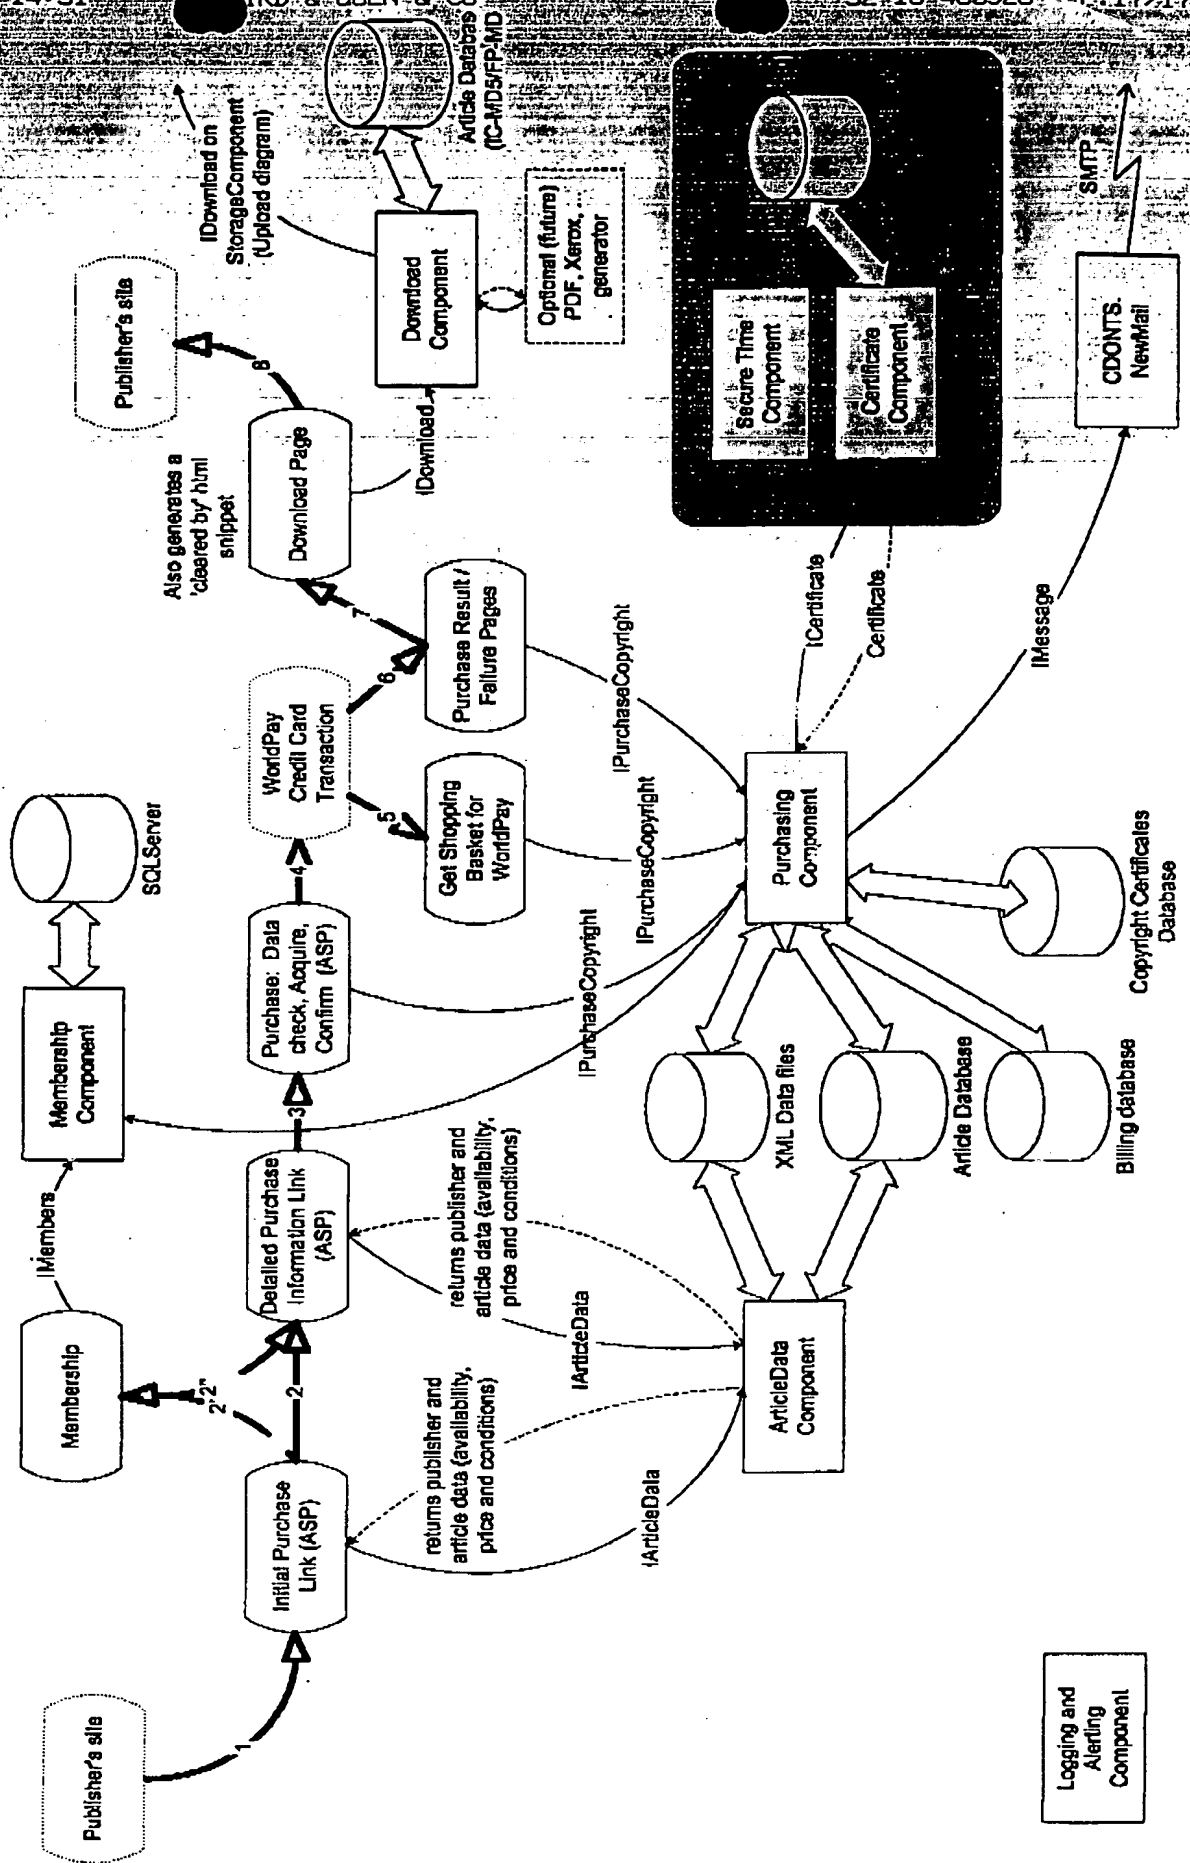 Publisher's site
1
Initial Purchase
Link (ASP)
2
2'
2"
Membership
IMembers
Membership
Component
SQLServer
Detailed Purchase
Information Link
(ASP)
3
Purchase: Data
check, Acquire,
Confirm (ASP)
4
WorldPay
Credit Card
Transaction
5
6
Get Shopping
Basket for
WorldPay
Purchase Result /
Failure Pages
7
Also generates a
'cleared by' html
snippet
Download Page
8
Publisher's site
IDownload
IDownload on
StorageComponent
(Upload diagram)
Download
Component
Article Databas
(IC-MD5/FP-MD
Optional (future)
PDF, Xerox, ...
generator
returns publisher and
article data (availability,
price and conditions)
IArticleData
returns publisher and
article data (availability,
price and conditions)
IArticleData
ArticleData
Component
IPurchaseCopyright
IPurchaseCopyright
IPurchaseCopyright
Purchasing
Component
XML Data files
Article Database
Billing database
Copyright Certificates
Database
ICertificate
Certificate
Secure Time
Component
Certificate
Component
IMessage
CDONTS.
NewMail
SMTP
Logging and
Alerting
Component